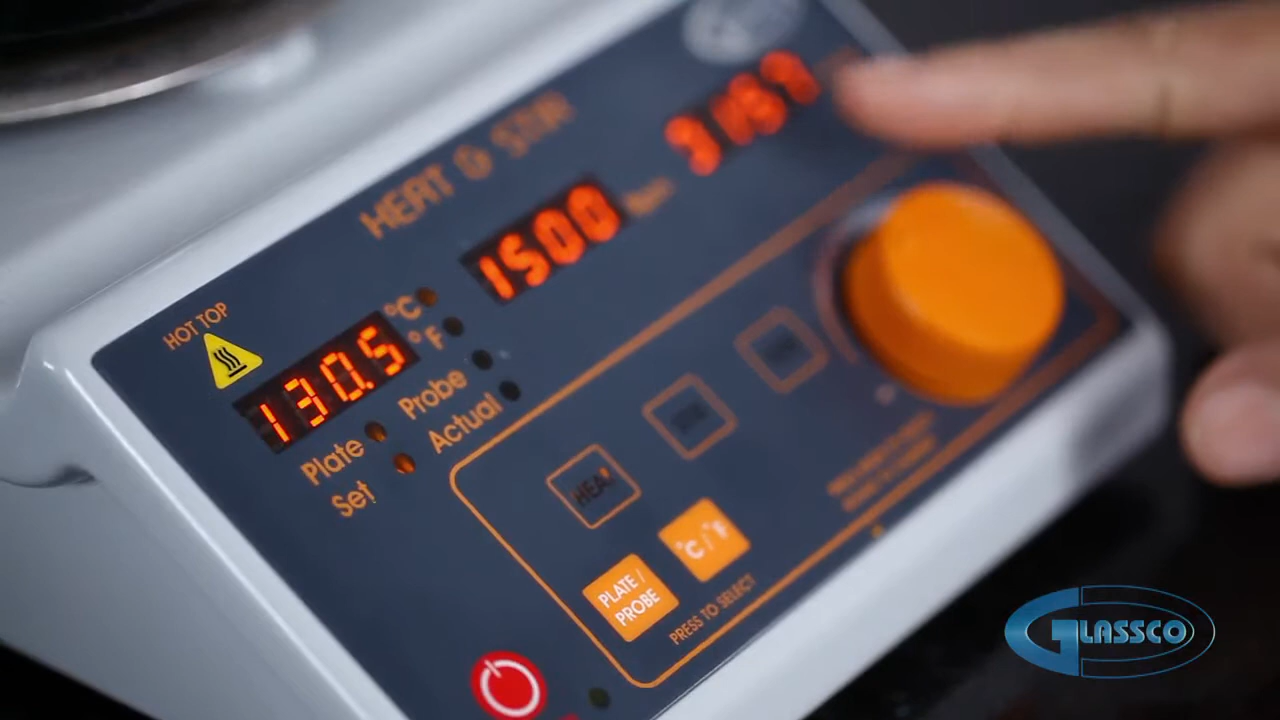 HEAT & STIR
HOT TOP
130.5
°C
°F
1500
Plate
Probe
Set
Actual
HEAT
PLATE /
PROBE
°C / °F
PRESS TO SELECT
GLASSCO